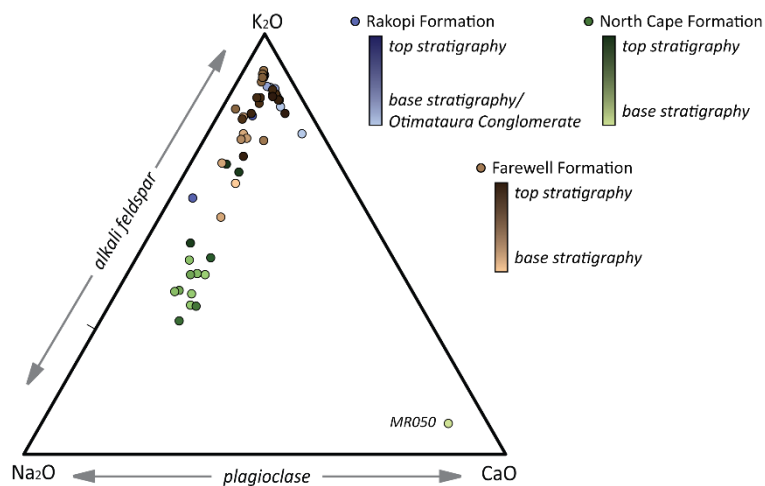 K₂O
Rakopi Formation
top stratigraphy
base stratigraphy/
Otimataura Conglomerate
North Cape Formation
top stratigraphy
base stratigraphy
Farewell Formation
top stratigraphy
base stratigraphy
alkali feldspar
MR050
Na₂O
plagioclase
CaO